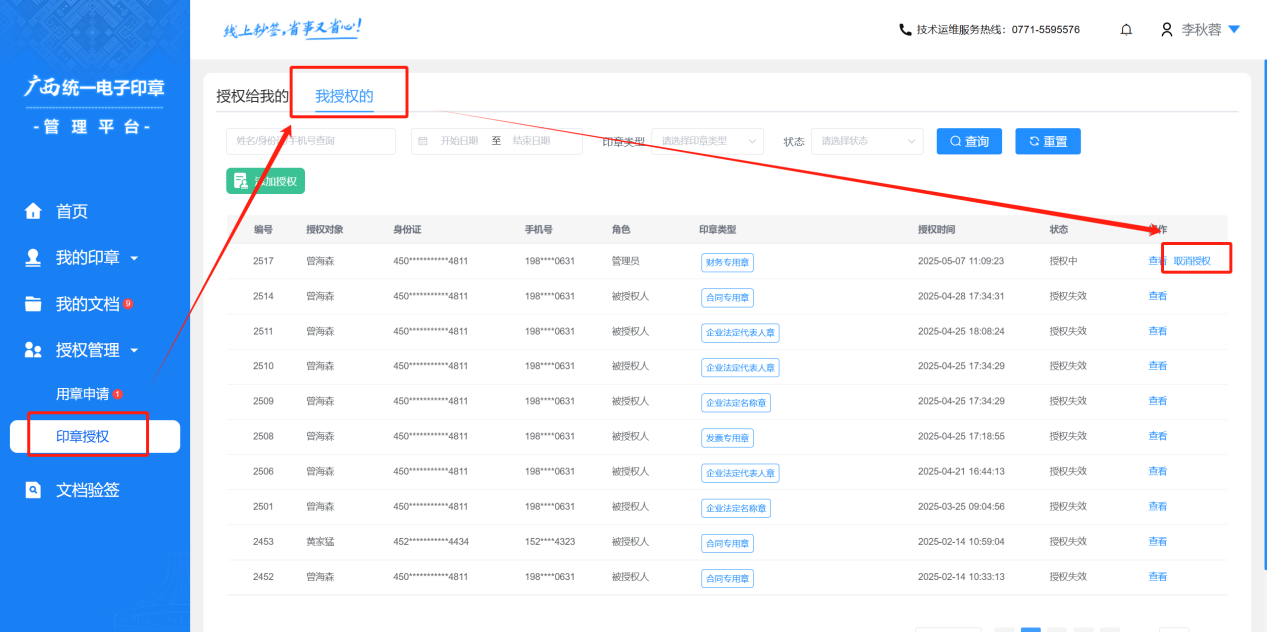 线上秒签,省事又省心!
技术运维服务热线：0771-5595576
李秋蓉
广西统一电子印章
-管理平台-
首页
我的印章
我的文档 9
授权管理
用章申请 1
印章授权
文档验签
授权给我的 我授权的
姓名/身份 手机号查询 开始日期 至 结束日期 印章类型 请选择印章类型 状态 请选择状态 查询 重置
添加授权
编号 授权对象 身份证 手机号 角色 印章类型 授权时间 状态 操作
2517 曾海森 450***********4811 198****0631 管理员 财务专用章 2025-05-07 11:09:23 授权中 查看 取消授权
2514 曾海森 450***********4811 198****0631 被授权人 合同专用章 2025-04-28 17:34:31 授权失效 查看
2511 曾海森 450***********4811 198****0631 被授权人 企业法定代表人章 2025-04-25 18:08:24 授权失效 查看
2510 曾海森 450***********4811 198****0631 被授权人 企业法定代表人章 2025-04-25 17:34:29 授权失效 查看
2509 曾海森 450***********4811 198****0631 被授权人 企业法定名称章 2025-04-25 17:34:29 授权失效 查看
2508 曾海森 450***********4811 198****0631 被授权人 发票专用章 2025-04-25 17:18:55 授权失效 查看
2506 曾海森 450***********4811 198****0631 被授权人 企业法定代表人章 2025-04-21 16:44:13 授权失效 查看
2501 曾海森 450***********4811 198****0631 被授权人 企业法定名称章 2025-03-25 09:04:56 授权失效 查看
2453 黄家猛 452***********4434 152****4323 被授权人 合同专用章 2025-02-14 10:59:04 授权失效 查看
2452 曾海森 450***********4811 198****0631 被授权人 合同专用章 2025-02-14 10:33:13 授权失效 查看